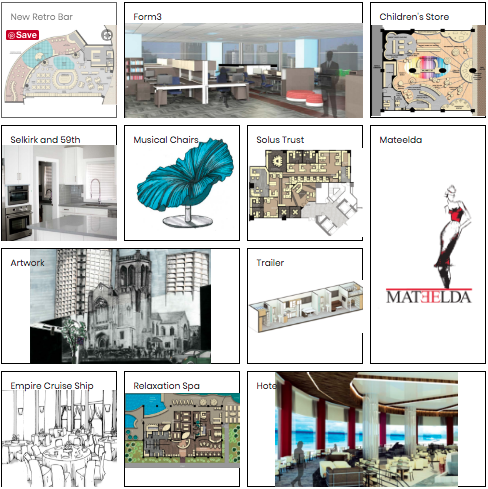 New Retro Bar
Save
Form3
Children's Store
Selkirk and 59th
Musical Chairs
Solus Trust
Mateelda
MATEELDA
Artwork
Trailer
Empire Cruise Ship
Relaxation Spa
Hotel